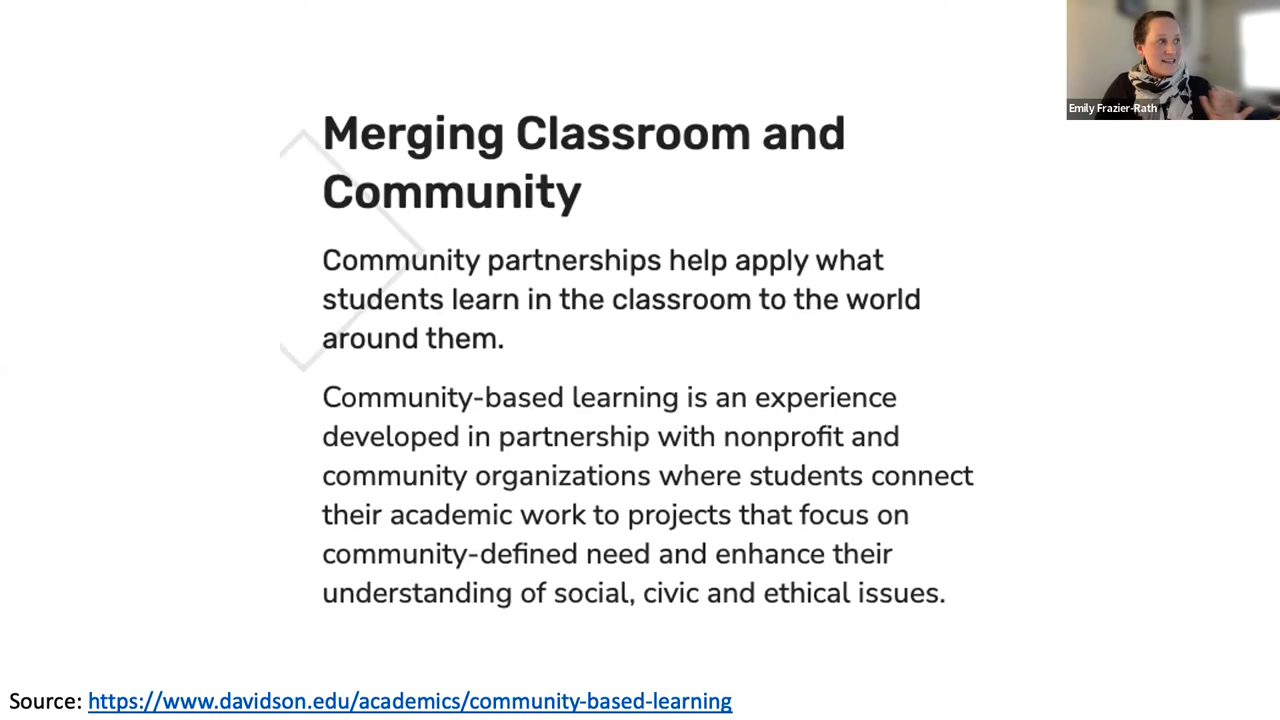 Emily Frazier-Rath
Merging Classroom and
Community
Community partnerships help apply what
students learn in the classroom to the world
around them.
Community-based learning is an experience
developed in partnership with nonprofit and
community organizations where students connect
their academic work to projects that focus on
community-defined need and enhance their
understanding of social, civic and ethical issues.
Source: https://www.davidson.edu/academics/community-based-learning